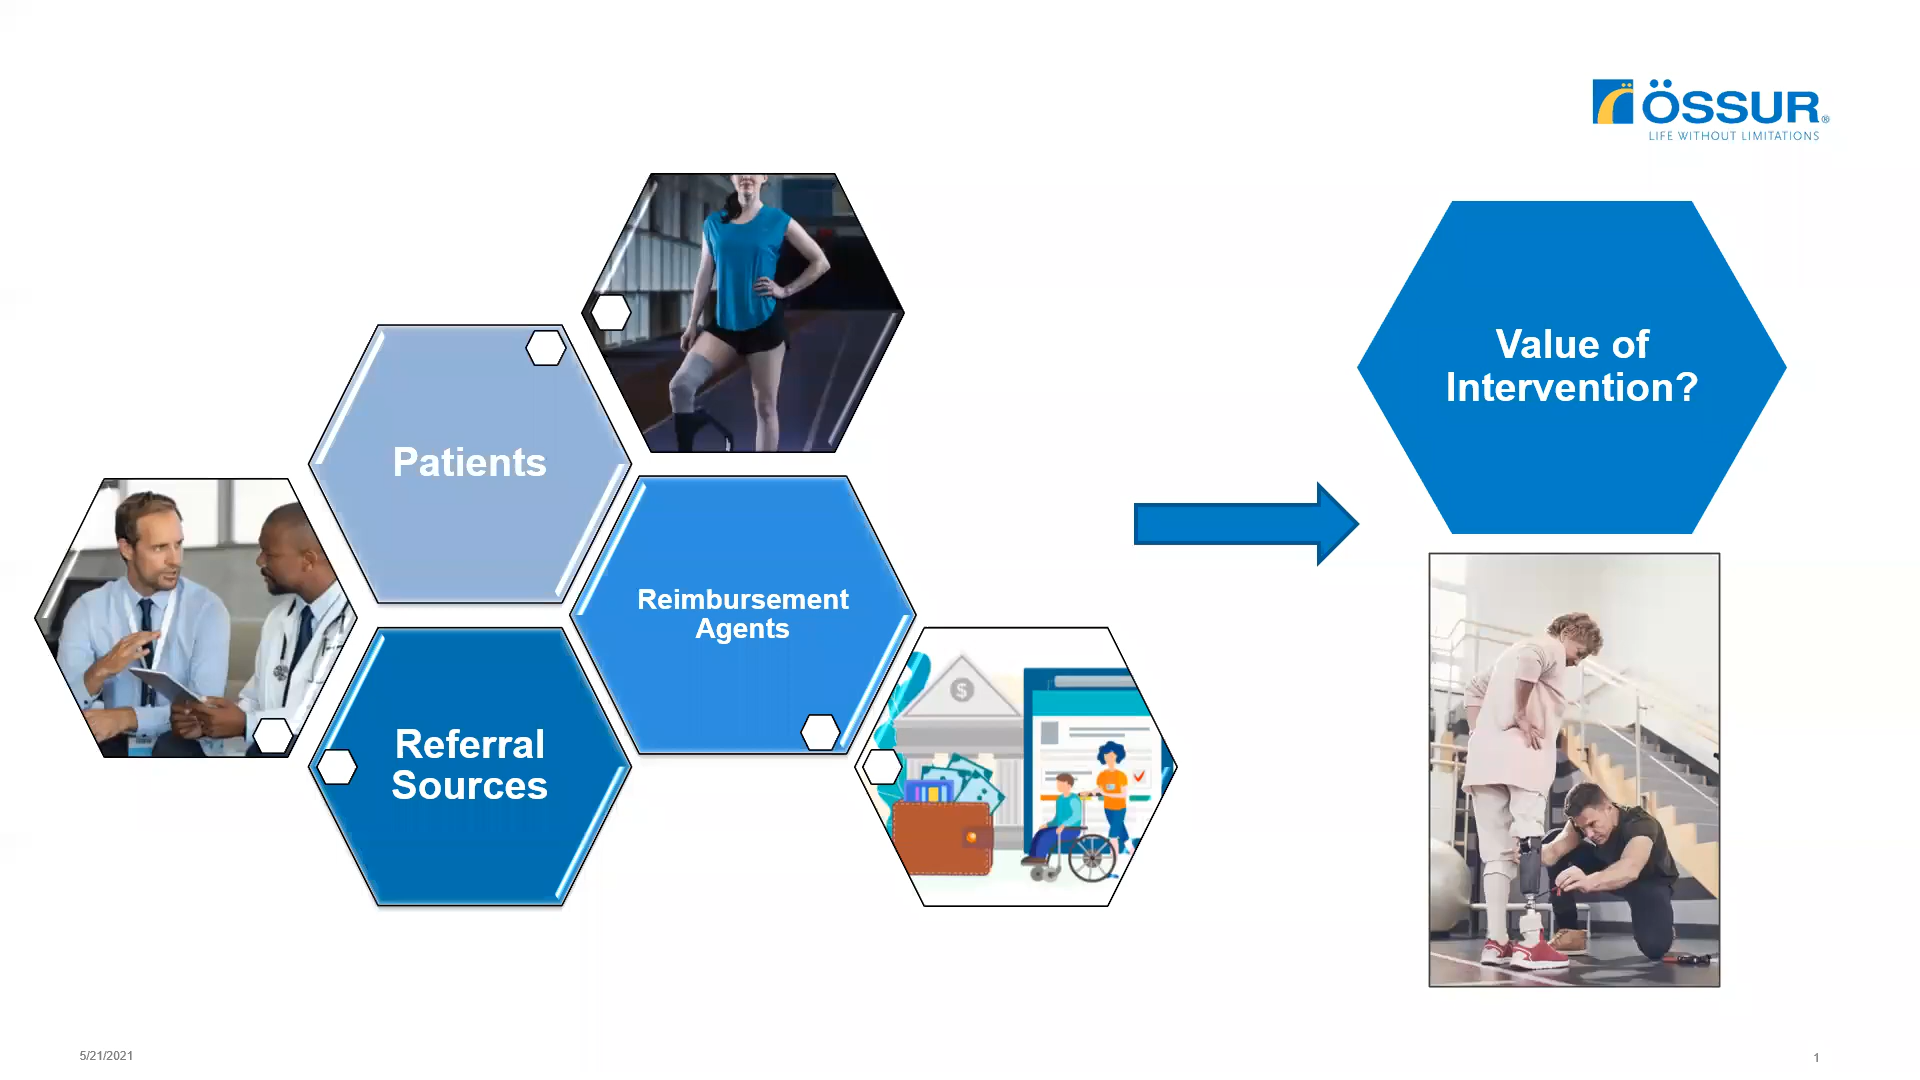 ÖSSUR®
LIFE WITHOUT LIMITATIONS
Patients
Reimbursement
Agents
Referral
Sources
$
Value of
Intervention?
5/21/2021
1